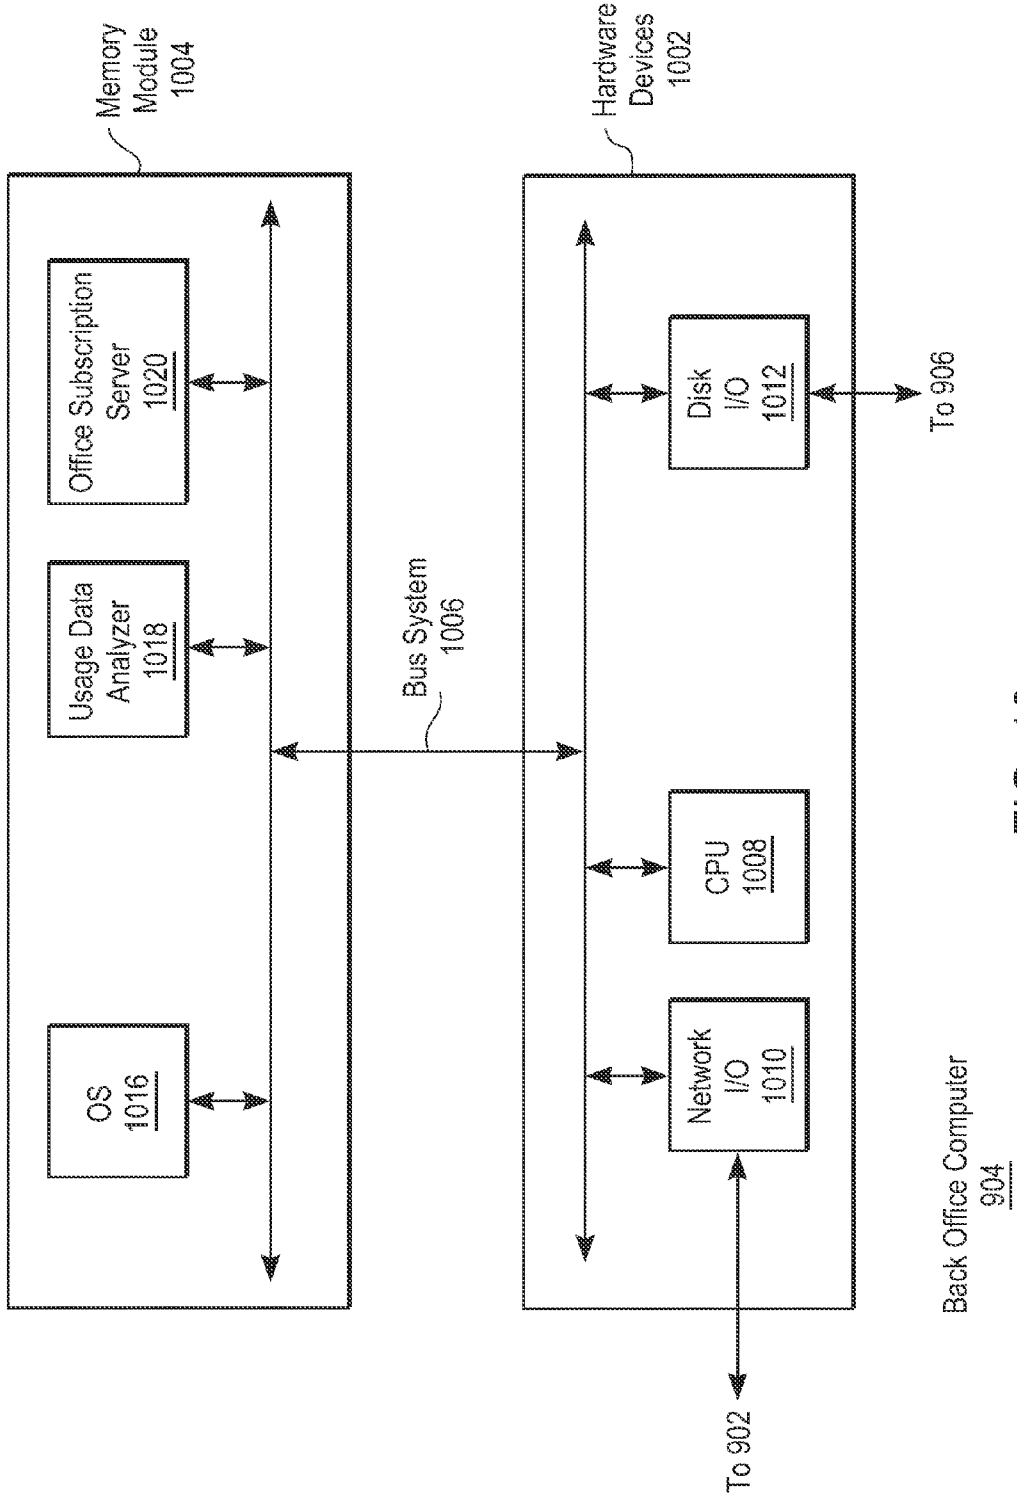 Memory
Module
1004
OS
1016
Usage Data
Analyzer
1018
Office Subscription
Server
1020
Bus System
1006
Hardware
Devices
1002
Network
I/O
1010
CPU
1008
Disk
I/O
1012
To 902
To 906
Back Office Computer
904